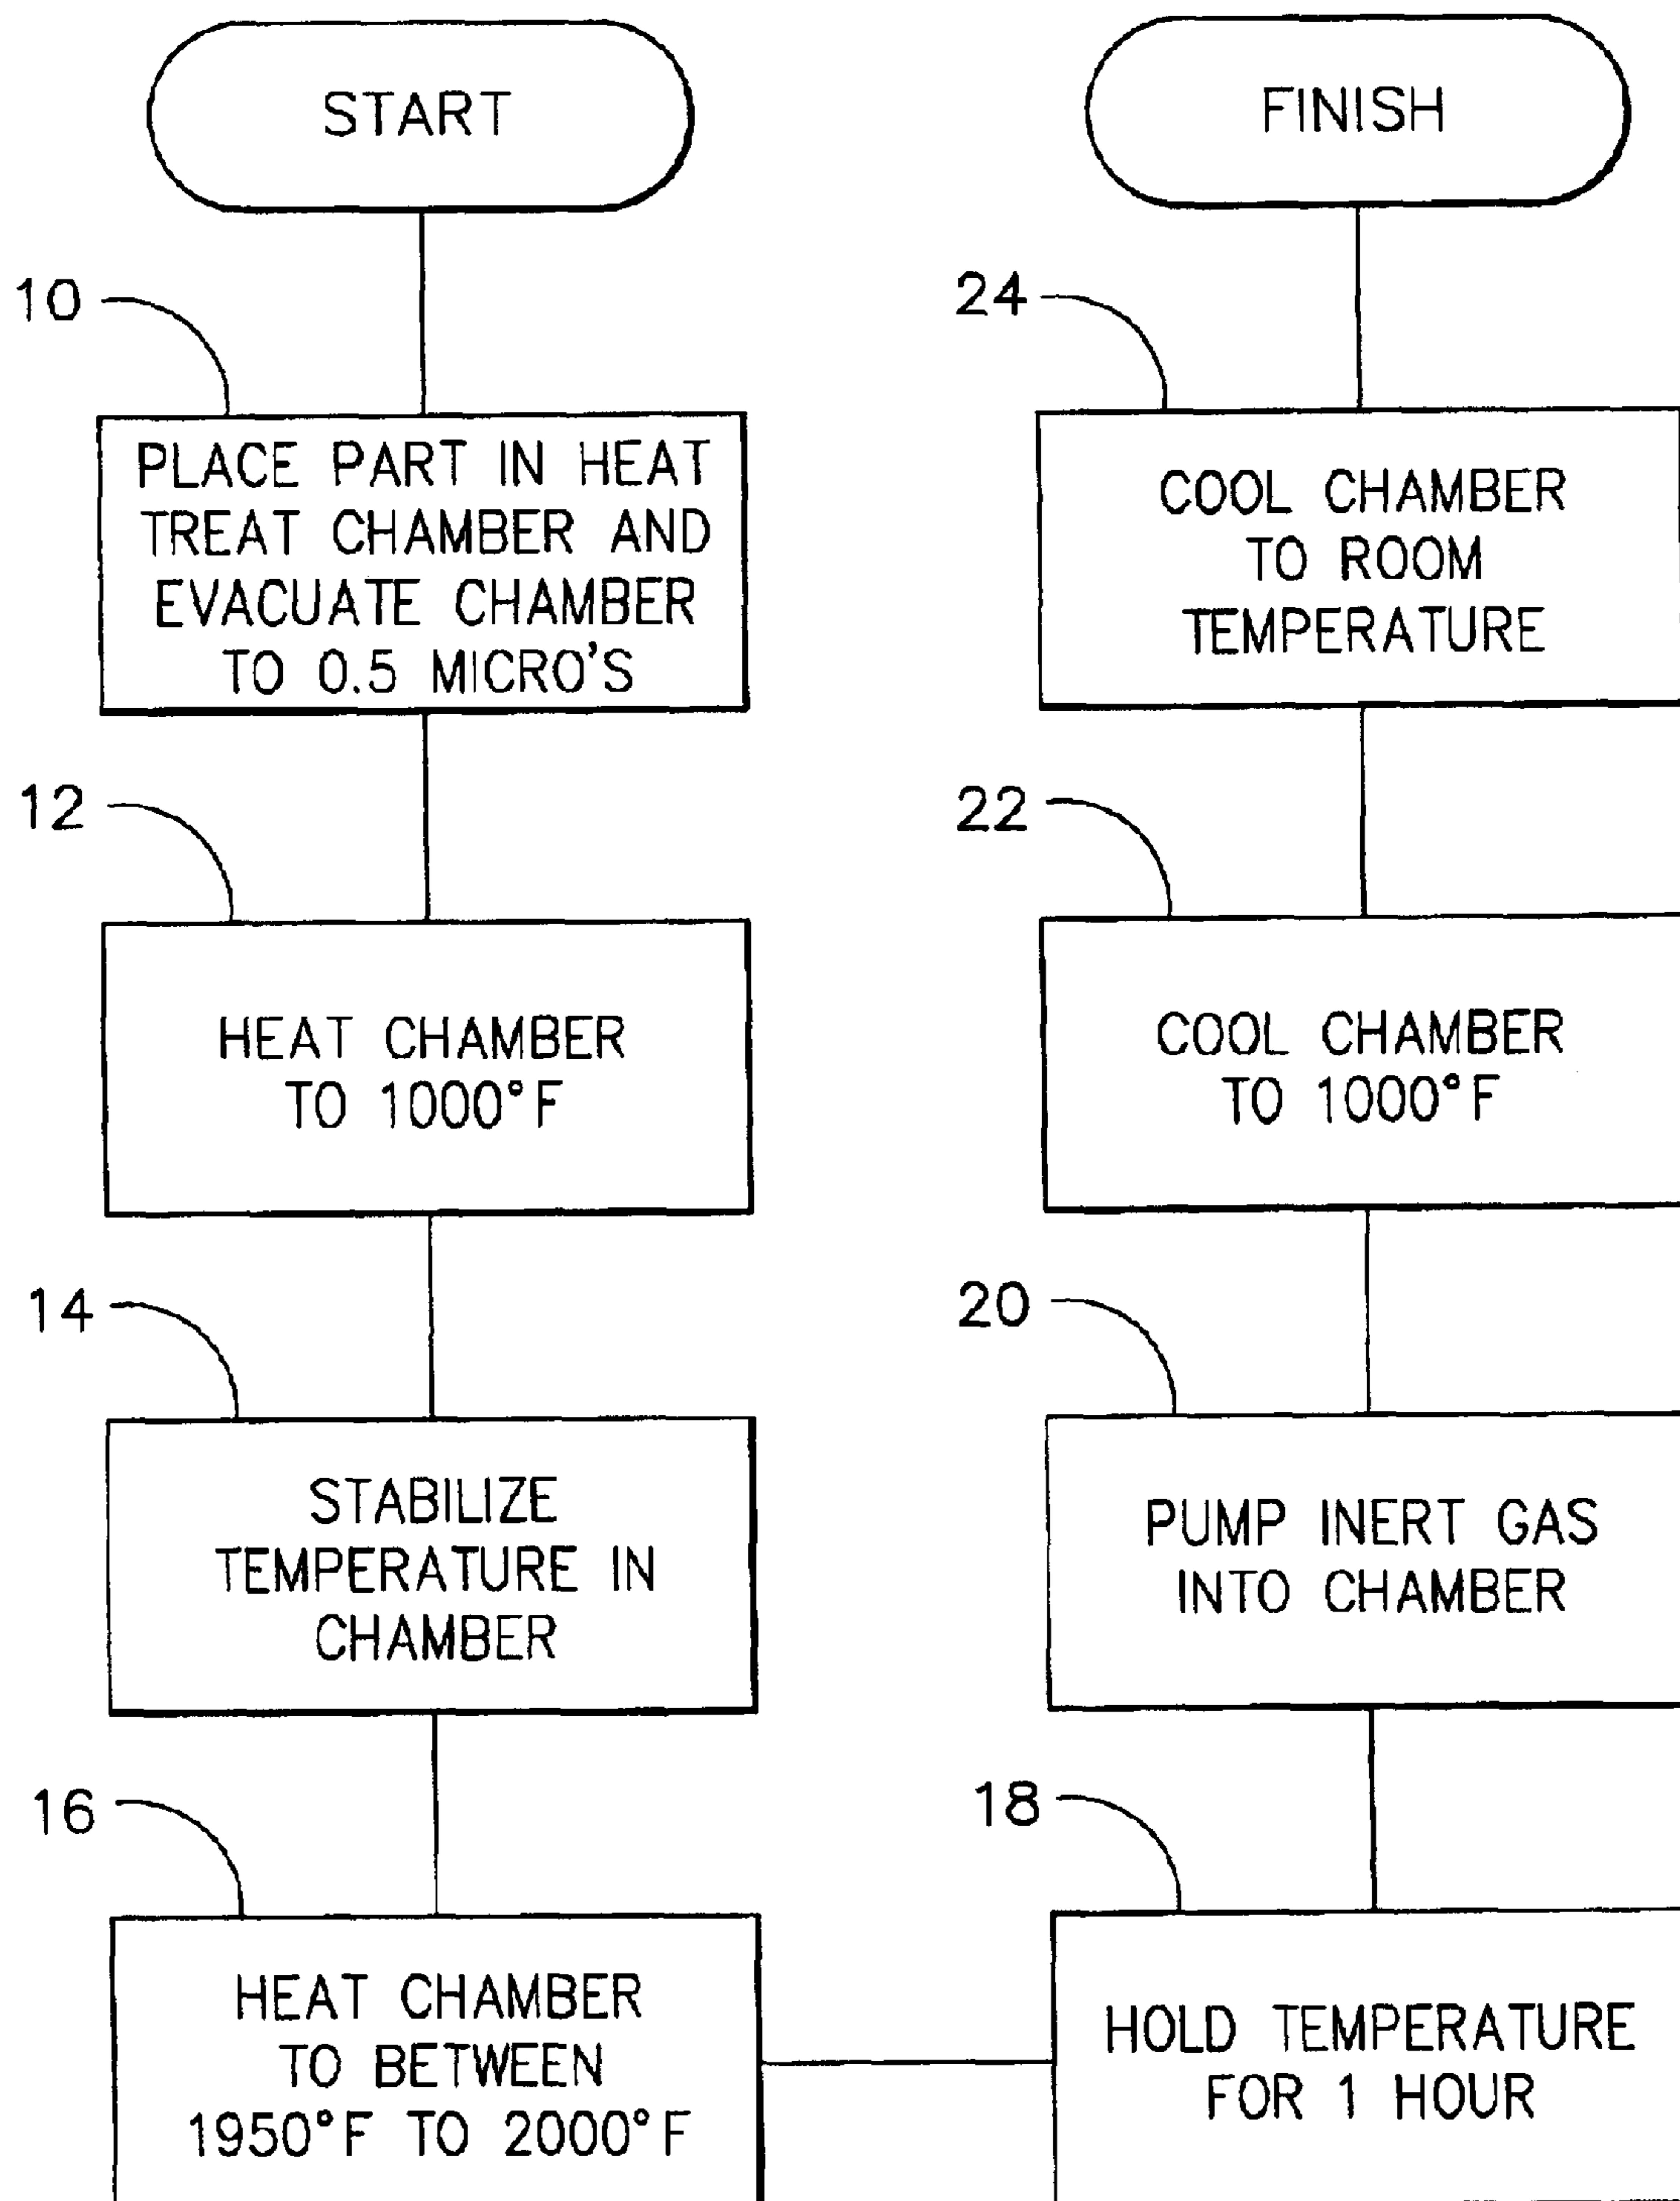 START
10
PLACE PART IN HEAT
TREAT CHAMBER AND
EVACUATE CHAMBER
TO 0.5 MICRO'S
12
HEAT CHAMBER
TO 1000°F
14
STABILIZE
TEMPERATURE IN
CHAMBER
16
HEAT CHAMBER
TO BETWEEN
1950°F TO 2000°F
18
HOLD TEMPERATURE
FOR 1 HOUR
20
PUMP INERT GAS
INTO CHAMBER
22
COOL CHAMBER
TO 1000°F
24
COOL CHAMBER
TO ROOM
TEMPERATURE
FINISH